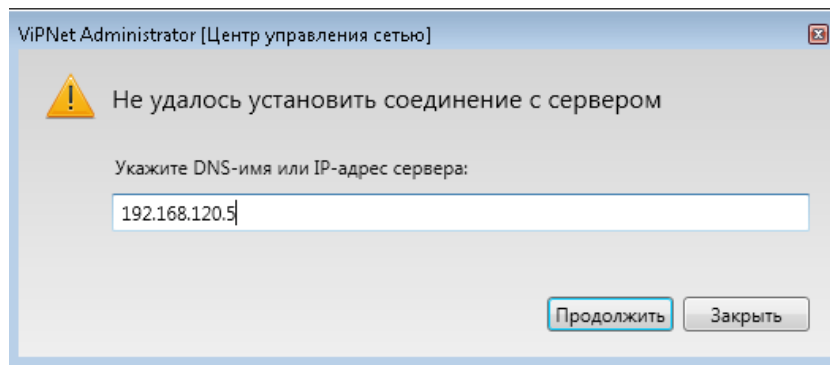 ViPNet Administrator [Центр управления сетью]
Не удалось установить соединение с сервером
Укажите DNS-имя или IP-адрес сервера:
192.168.120.5
Продолжить Закрыть